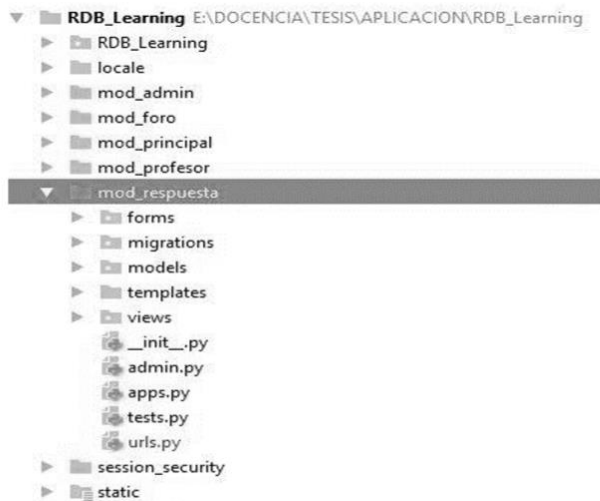 RDB_Learning E:\DOCENCIA\TESIS\APLICACION\RDB_Learning
RDB_Learning
locale
mod_admin
mod_foro
mod_principal
mod_profesor
mod_respuesta
forms
migrations
models
templates
views
__init__.py
admin.py
apps.py
tests.py
urls.py
session_security
static